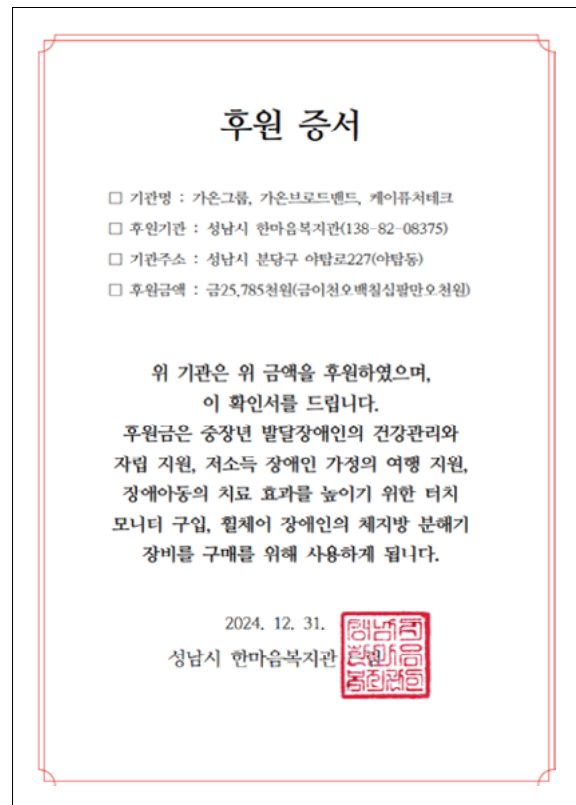 후원 증서
□ 기관명 : 가온그룹, 가온브로드밴드, 케이퓨처테크
□ 후원기관 : 성남시 한마음복지관(138-82-08375)
□ 기관주소 : 성남시 분당구 야탑로227(야탑동)
□ 후원금액 : 금25,785천원(금이천오백칠십팔만오천원)
위 기관은 위 금액을 후원하였으며,
이 확인서를 드립니다.
후원금은 중장년 발달장애인의 건강관리와
자립 지원, 저소득 장애인 가정의 여행 지원,
장애아동의 치료 효과를 높이기 위한 터치
모니터 구입, 휠체어 장애인의 체지방 분해기
장비를 구매를 위해 사용하게 됩니다.
2024. 12. 31.
성남시 한마음복지관 드림